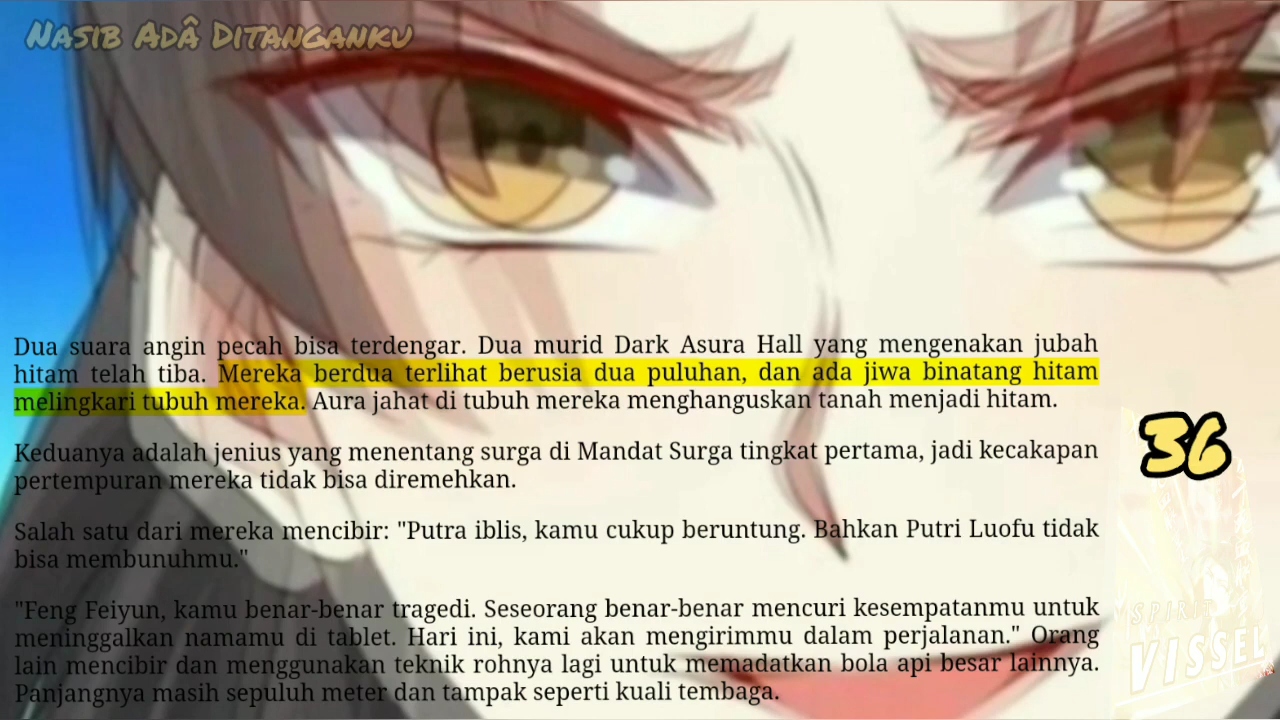 Nasib Adâ Ditanganku
Dua suara angin pecah bisa terdengar. Dua murid Dark Asura Hall yang mengenakan jubah
hitam telah tiba. Mereka berdua terlihat berusia dua puluhan, dan ada jiwa binatang hitam
melingkari tubuh mereka. Aura jahat di tubuh mereka menghanguskan tanah menjadi hitam.
Keduanya adalah jenius yang menentang surga di Mandat Surga tingkat pertama, jadi kecakapan
pertempuran mereka tidak bisa diremehkan.
36
Salah satu dari mereka mencibir: "Putra iblis, kamu cukup beruntung. Bahkan Putri Luofu tidak
bisa membunuhmu."
"Feng Feiyun, kamu benar-benar tragedi. Seseorang benar-benar mencuri kesempatanmu untuk
meninggalkan namamu di tablet. Hari ini, kami akan mengirimmu dalam perjalanan." Orang
lain mencibir dan menggunakan teknik rohnya lagi untuk memadatkan bola api besar lainnya.
Panjangnya masih sepuluh meter dan tampak seperti kuali tembaga.
SPIRIT
VISSEL